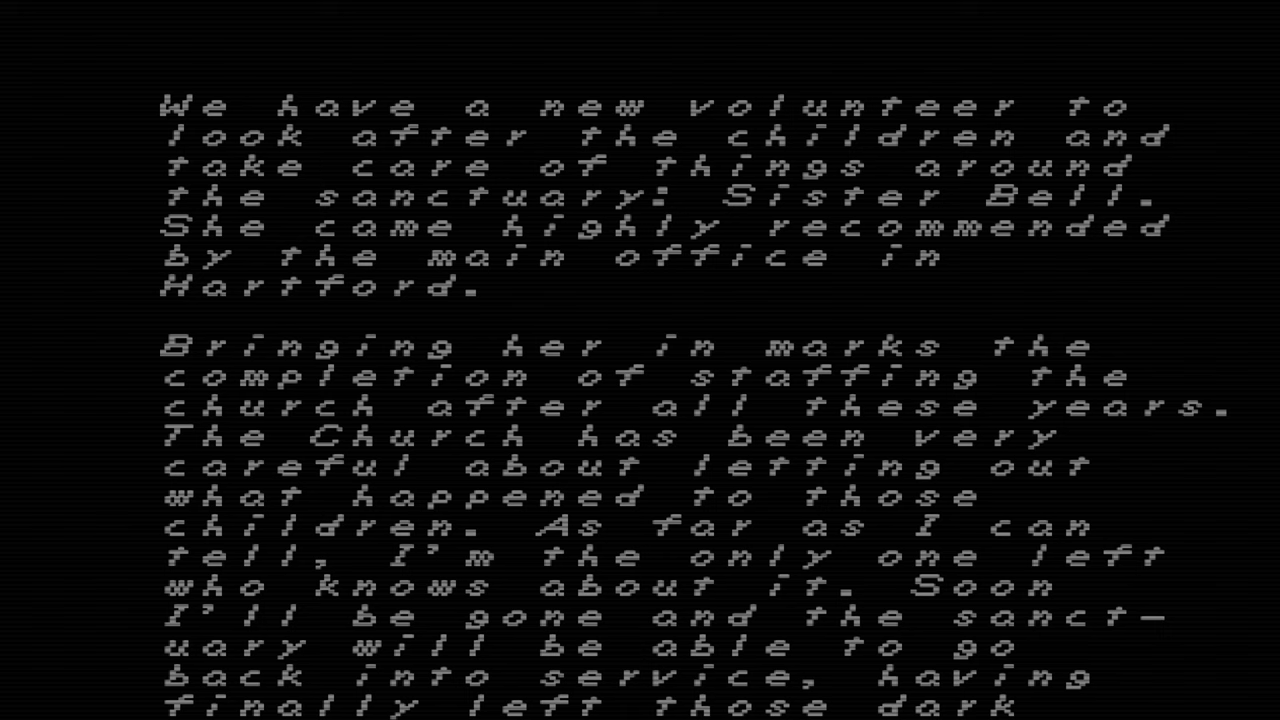 We have a new volunteer to
look after the children and
take care of things around
the sanctuary: Sister Bell.
She came highly recommended
by the main office in
Hartford.
Bringing her in marks the
completion of staffing the
church after all these years.
The Church has been very
careful about letting out
what happened to those
children. As far as I can
tell, I'm the only one left
who knows about it. Soon
I'll be gone and the sanct-
uary will be able to go
back into service, having
finally left those dark